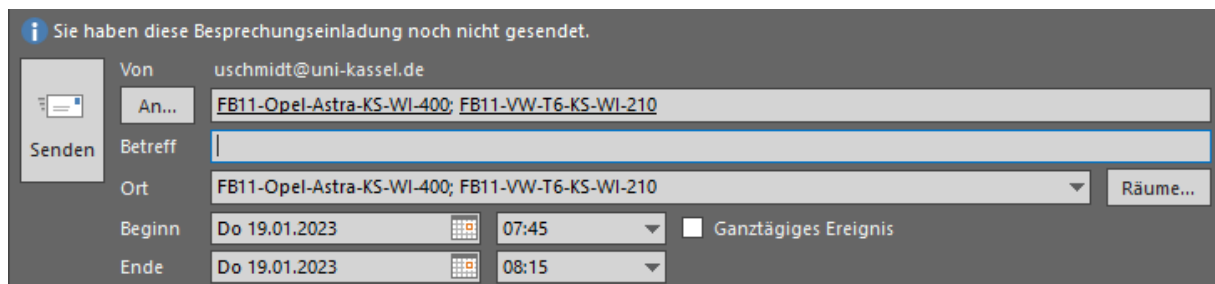 Sie haben diese Besprechungseinladung noch nicht gesendet.
Von uschmidt@uni-kassel.de
An... FB11-Opel-Astra-KS-WI-400; FB11-VW-T6-KS-WI-210
Senden Betreff
Ort FB11-Opel-Astra-KS-WI-400; FB11-VW-T6-KS-WI-210 Räume...
Beginn Do 19.01.2023 07:45 Ganztägiges Ereignis
Ende Do 19.01.2023 08:15